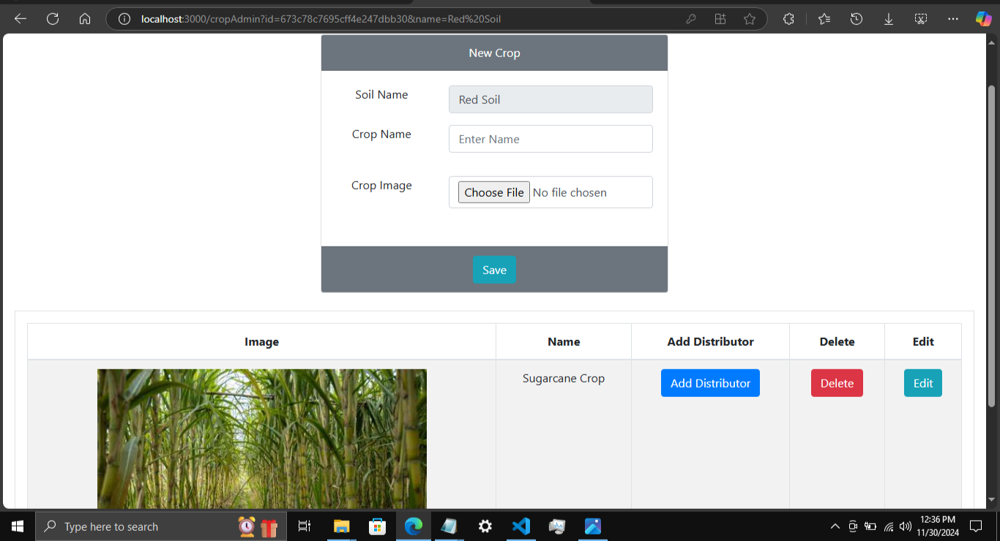 localhost:3000/cropAdmin?id=673c78c7695cff4e247dbb30&name=Red%20Soil
New Crop
Soil Name
Red Soil
Crop Name
Enter Name
Crop Image
Choose File No file chosen
Save
Image Name Add Distributor Delete Edit
Sugarcane Crop Add Distributor Delete Edit
Type here to search
12:36 PM
11/30/2024